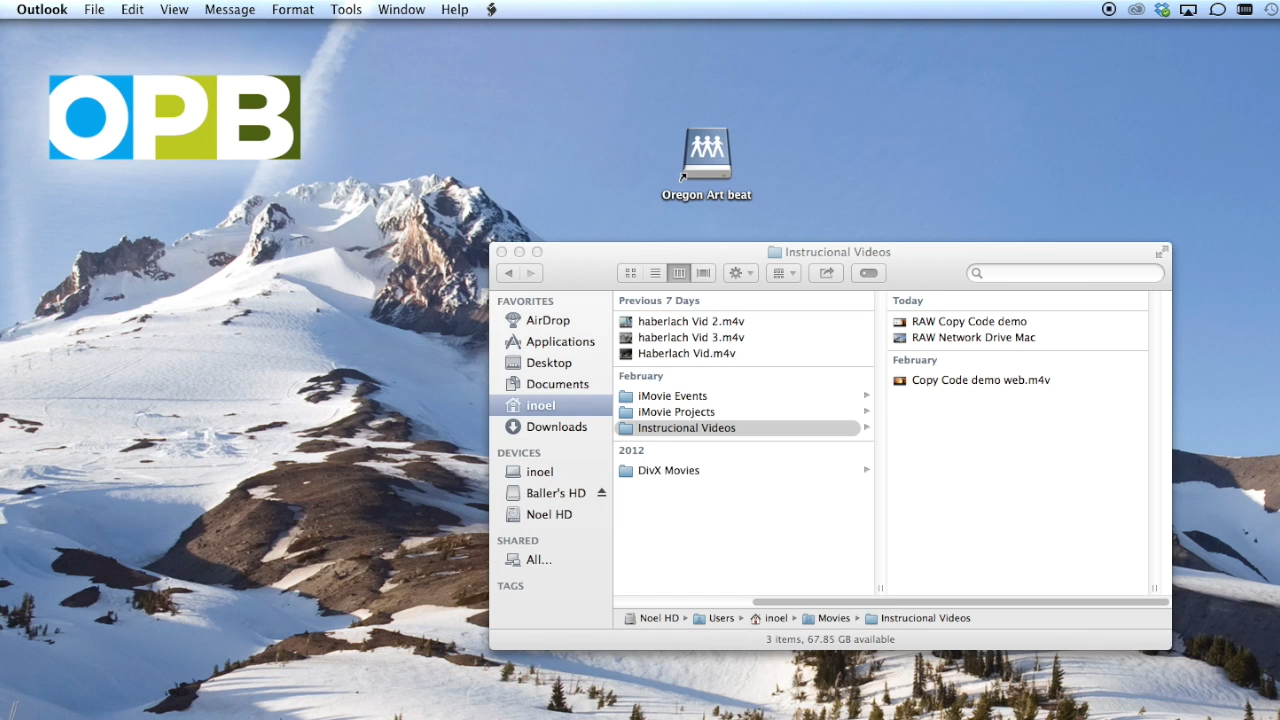 Outlook File Edit View Message Format Tools Window Help
OPB
Oregon Art beat
Instrucional Videos
FAVORITES
AirDrop
Applications
Desktop
Documents
inoel
Downloads
DEVICES
inoel
Baller's HD
Noel HD
SHARED
All...
TAGS
Previous 7 Days
haberlach Vid 2.m4v
haberlach Vid 3.m4v
Haberlach Vid.m4v
February
iMovie Events
iMovie Projects
Instrucional Videos
2012
DivX Movies
Today
RAW Copy Code demo
RAW Network Drive Mac
February
Copy Code demo web.m4v
Noel HD Users inoel Movies Instrucional Videos
3 items, 67.85 GB available